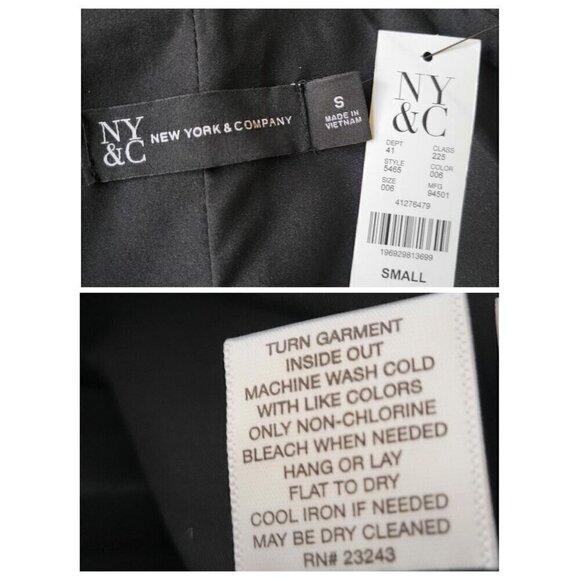 NY
&C
NEW YORK & COMPANY
S
MADE IN
VIETNAM
NY
&C
DEPT CLASS
41 225
STYLE COLOR
5465 006
SIZE MFG
006 94501
41276479
196929813699
SMALL
TURN GARMENT
INSIDE OUT
MACHINE WASH COLD
WITH LIKE COLORS
ONLY NON-CHLORINE
BLEACH WHEN NEEDED
HANG OR LAY
FLAT TO DRY
COOL IRON IF NEEDED
MAY BE DRY CLEANED
RN# 23243